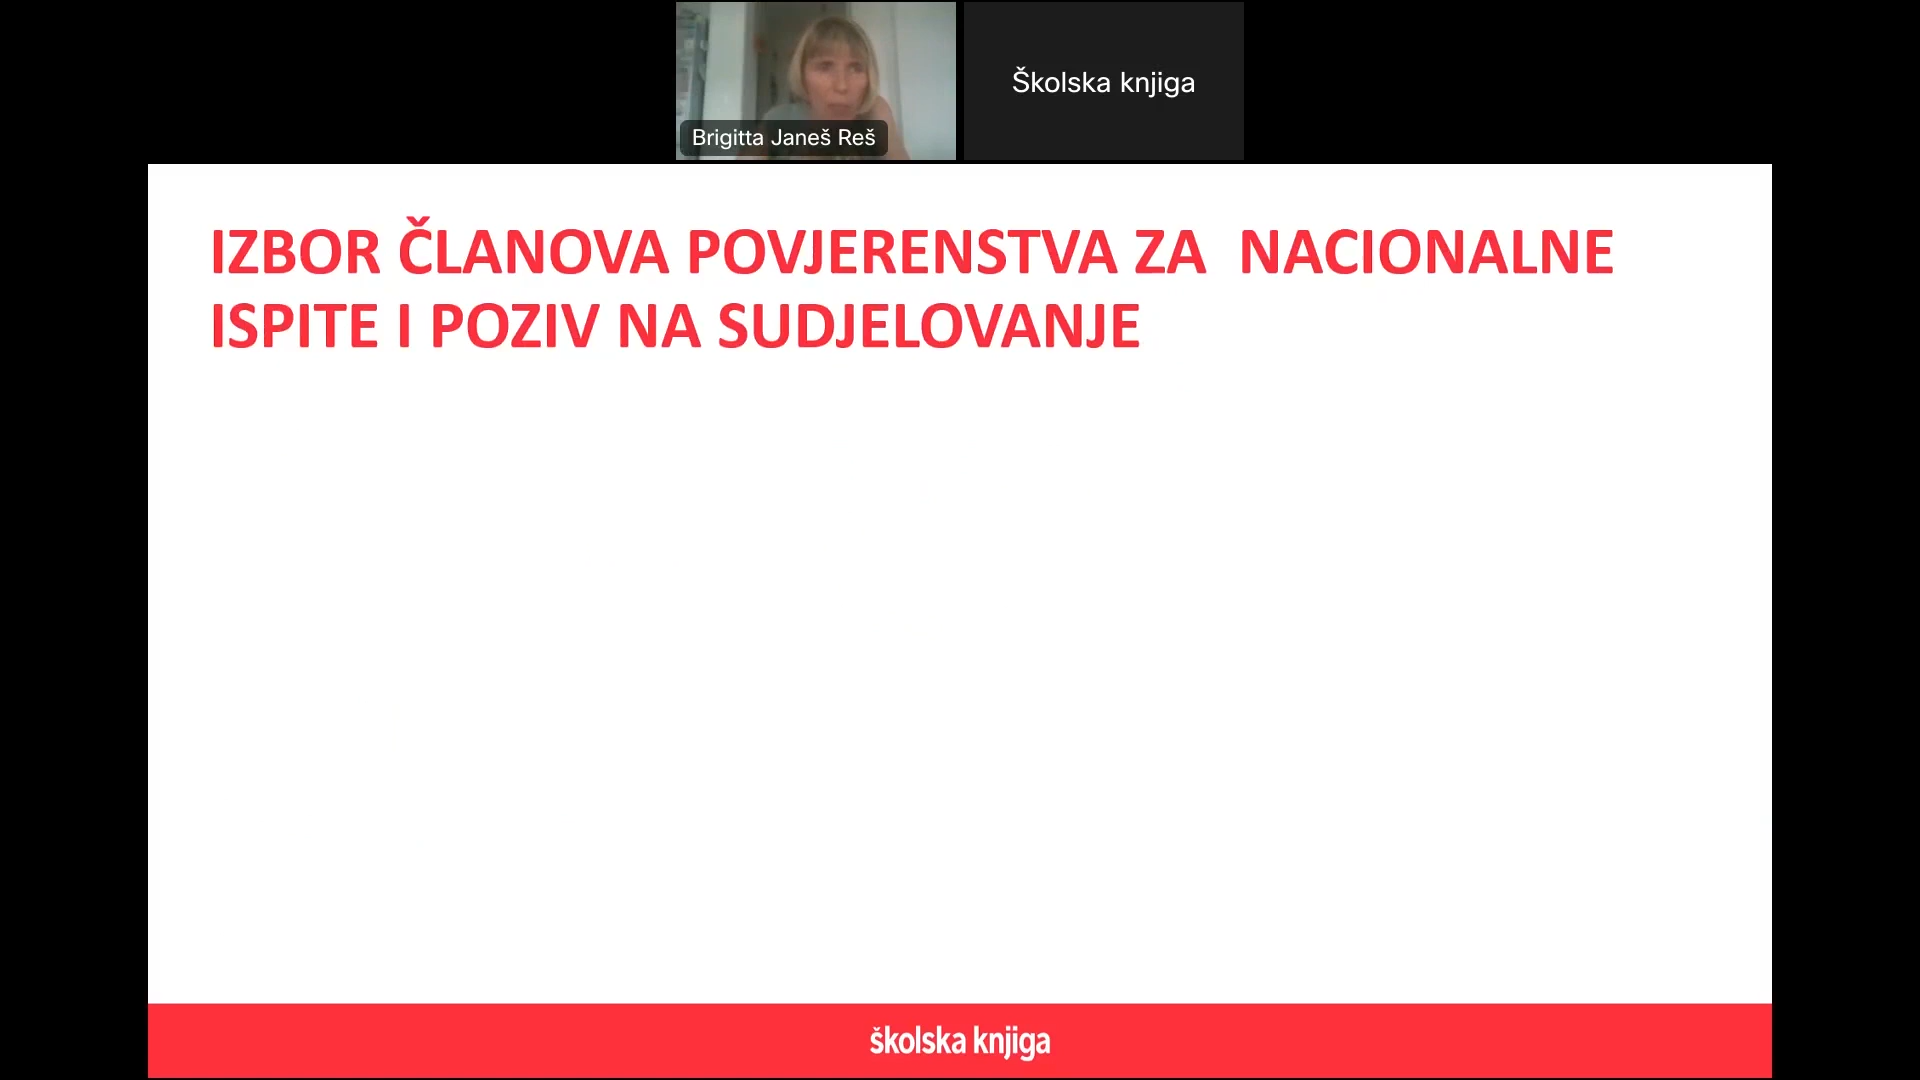 Školska knjiga
Brigitta Janeš Reš
IZBOR ČLANOVA POVJERENSTVA ZA  NACIONALNE
ISPITE I POZIV NA SUDJELOVANJE
školska knjiga